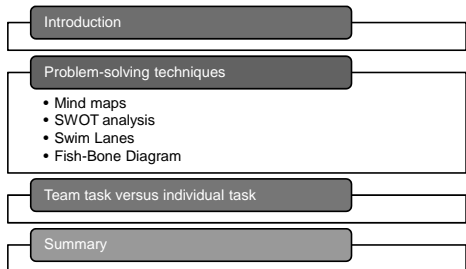 Introduction
Problem-solving techniques
• Mind maps
• SWOT analysis
• Swim Lanes
• Fish-Bone Diagram
Team task versus individual task
Summary